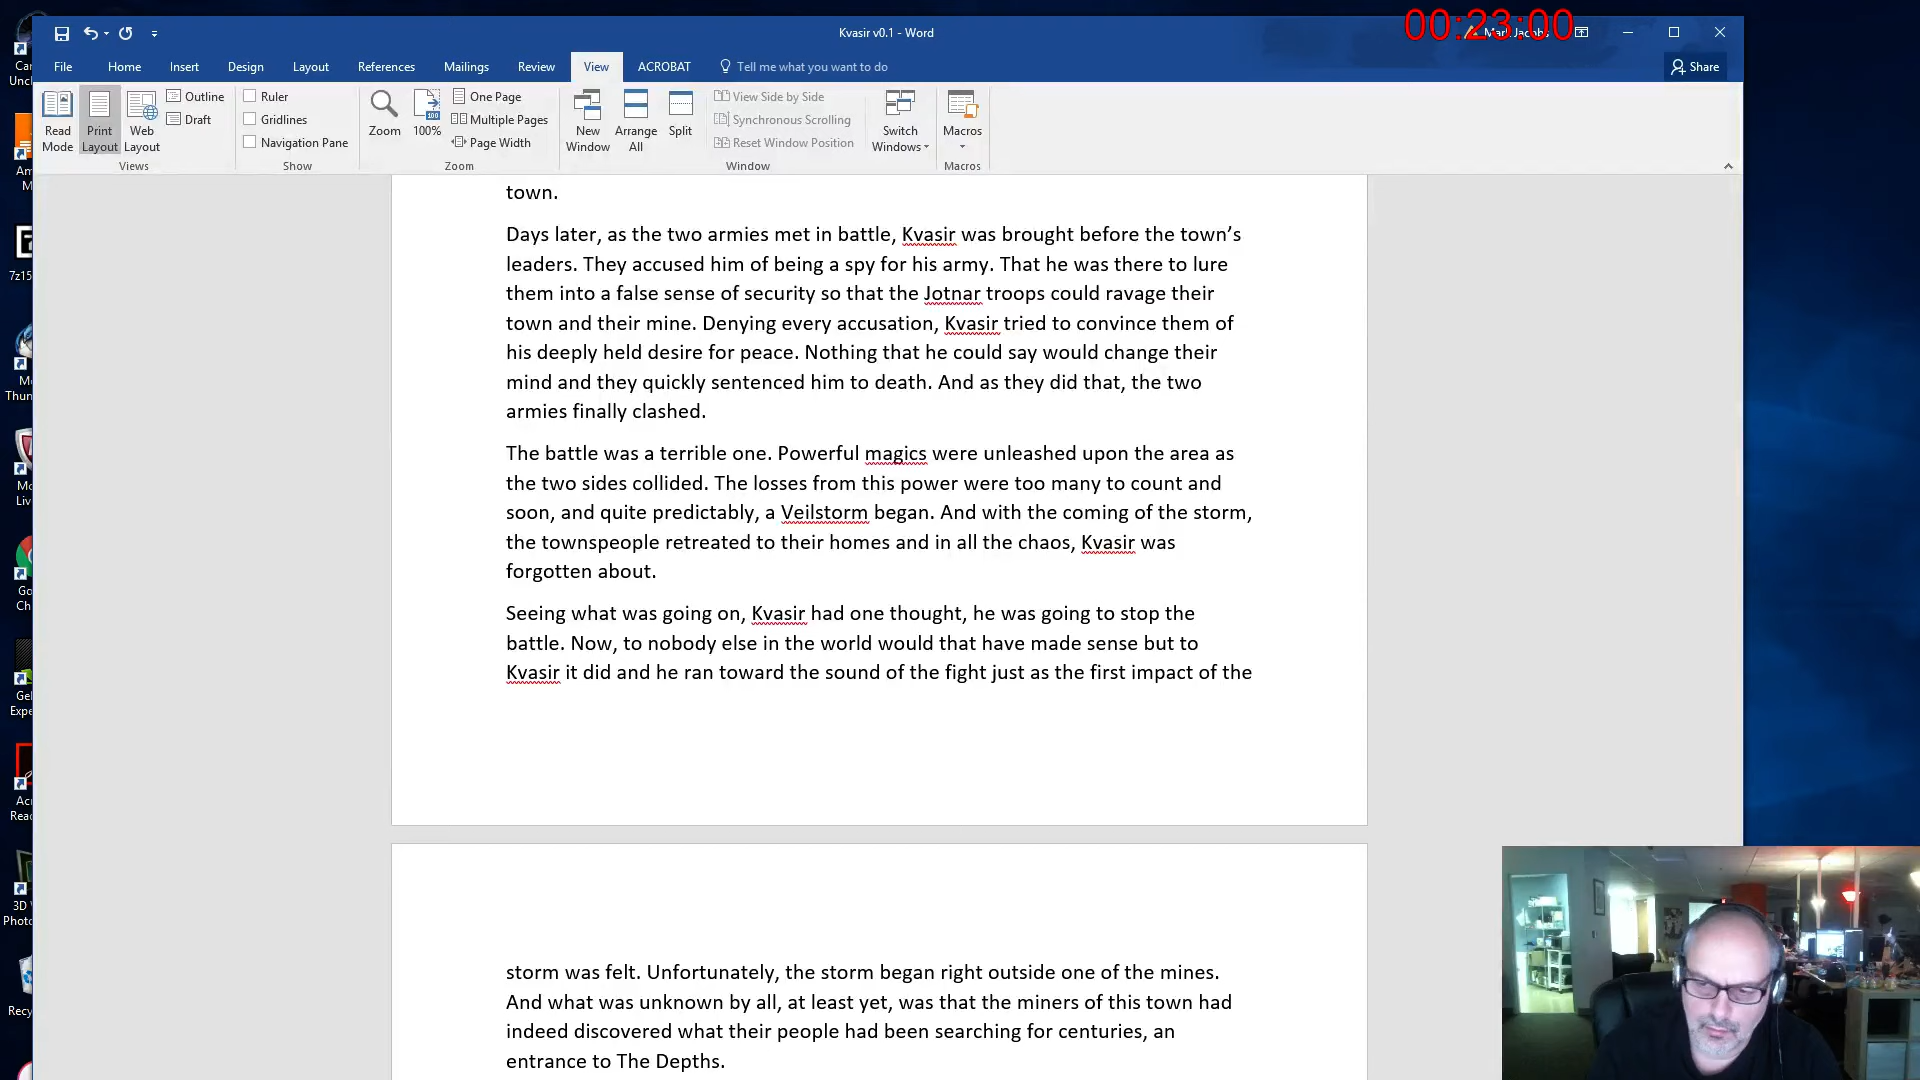 00:23:00
Kvasir v0.1 - Word
File Home Insert Design Layout References Mailings Review View ACROBAT Tell me what you want to do Share
Read Mode
Print Layout
Web Layout
Outline
Draft
Views
Ruler
Gridlines
Navigation Pane
Show
Zoom
100%
One Page
Multiple Pages
Page Width
Zoom
New Window
Arrange All
Split
View Side by Side
Synchronous Scrolling
Reset Window Position
Window
Switch Windows
Macros
Macros
town.
Days later, as the two armies met in battle, Kvasir was brought before the town’s
leaders. They accused him of being a spy for his army. That he was there to lure
them into a false sense of security so that the Jotnar troops could ravage their
town and their mine. Denying every accusation, Kvasir tried to convince them of
his deeply held desire for peace. Nothing that he could say would change their
mind and they quickly sentenced him to death. And as they did that, the two
armies finally clashed.
The battle was a terrible one. Powerful magics were unleashed upon the area as
the two sides collided. The losses from this power were too many to count and
soon, and quite predictably, a Veilstorm began. And with the coming of the storm,
the townspeople retreated to their homes and in all the chaos, Kvasir was
forgotten about.
Seeing what was going on, Kvasir had one thought, he was going to stop the
battle. Now, to nobody else in the world would that have made sense but to
Kvasir it did and he ran toward the sound of the fight just as the first impact of the
storm was felt. Unfortunately, the storm began right outside one of the mines.
And what was unknown by all, at least yet, was that the miners of this town had
indeed discovered what their people had been searching for centuries, an
entrance to The Depths.